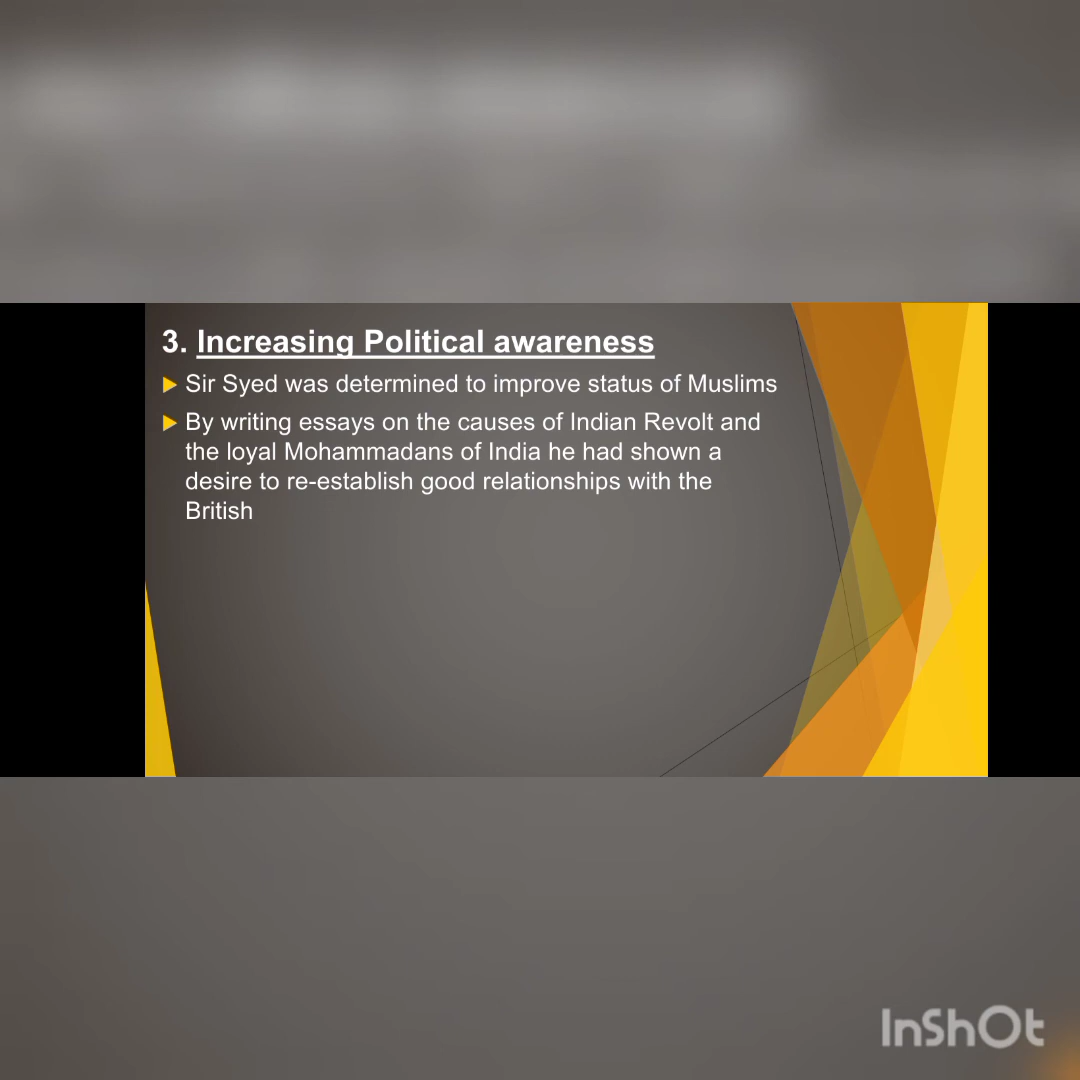 3. Increasing Political awareness
Sir Syed was determined to improve status of Muslims
By writing essays on the causes of Indian Revolt and
the loyal Mohammadans of India he had shown a
desire to re-establish good relationships with the
British
InShOt